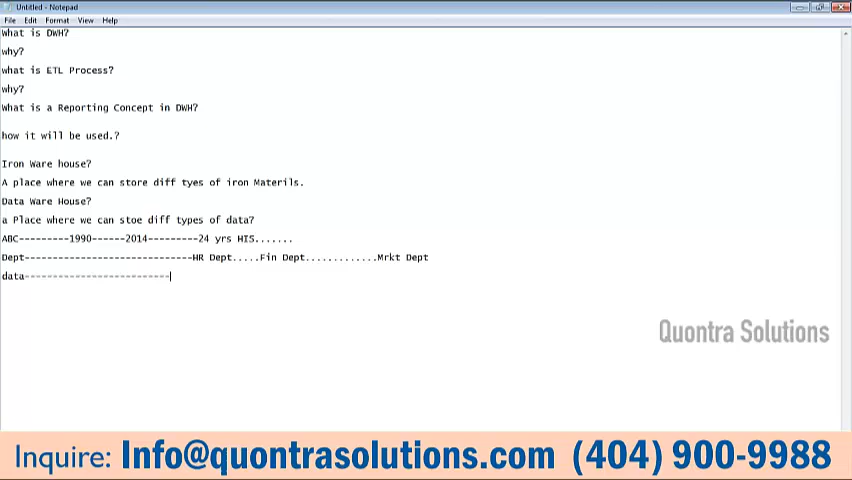 Untitled - Notepad
File Edit Format View Help
What is DWH?
why?
what is ETL Process?
why?
What is a Reporting Concept in DWH?
how it will be used.?
Iron Ware house?
A place where we can store diff tyes of iron Materils.
Data Ware House?
a Place where we can stoe diff types of data?
ABC---------1990------2014---------24 yrs HIS.......
Dept------------------------------HR Dept.....Fin Dept.............Mrkt Dept
data--------------------------
Quontra Solutions
Inquire: Info@quontrasolutions.com (404) 900-9988